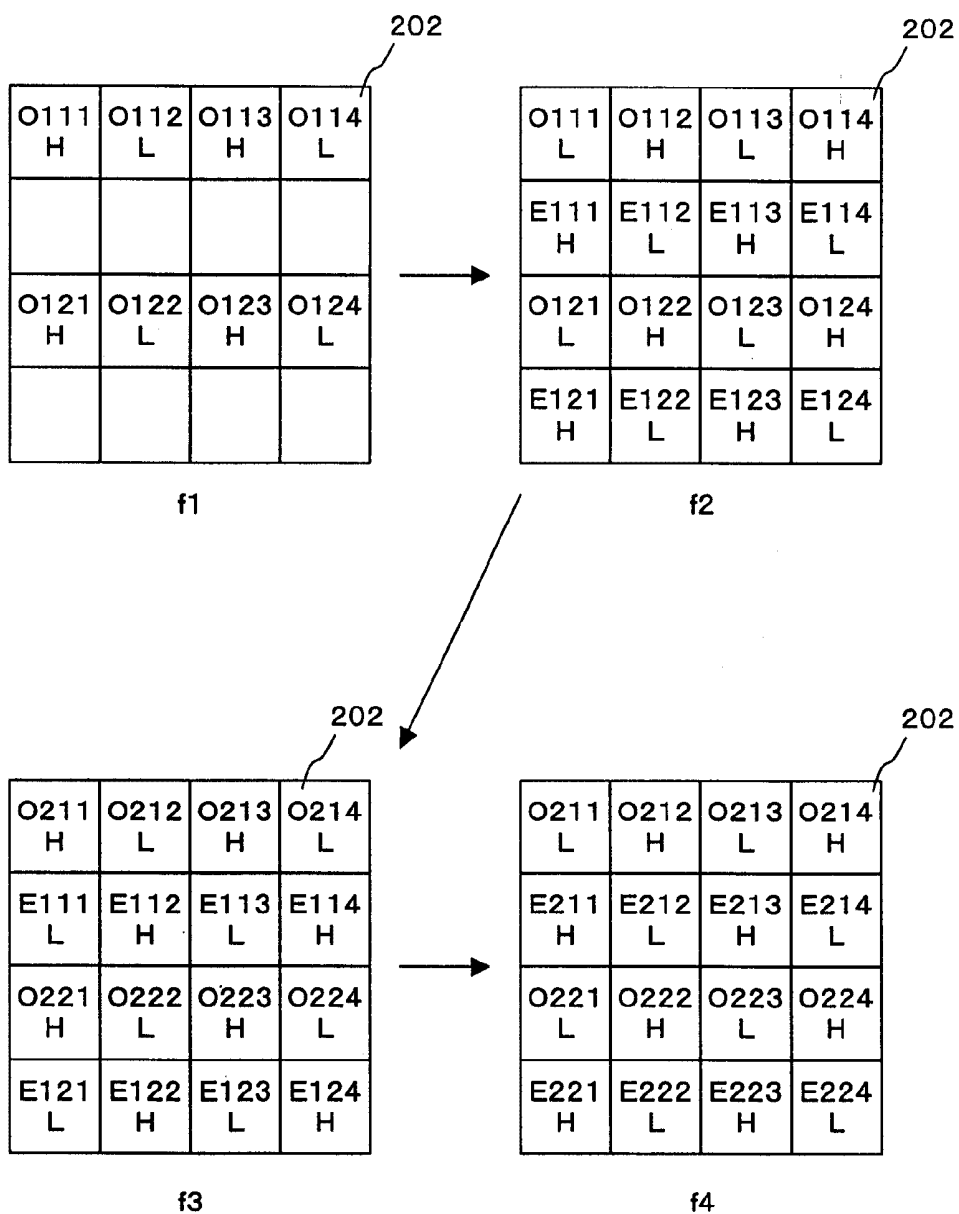 202
202
O111 O112 O113 O114
H L H L
O121 O122 O123 O124
H L H L
f1
O111 O112 O113 O114
L H L H
E111 E112 E113 E114
H L H L
O121 O122 O123 O124
L H L H
E121 E122 E123 E124
H L H L
f2
202
202
O211 O212 O213 O214
H L H L
E111 E112 E113 E114
L H L H
O221 O222 O223 O224
H L H L
E121 E122 E123 E124
L H L H
f3
O211 O212 O213 O214
L H L H
E211 E212 E213 E214
H L H L
O221 O222 O223 O224
L H L H
E221 E222 E223 E224
H L H L
f4